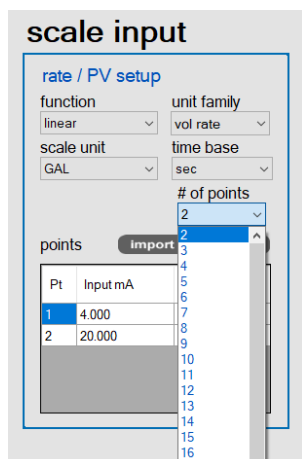 scale input
rate / PV setup
function unit family
linear vol rate
scale unit time base
GAL sec
# of points
2
points import
2
3
4
5
6
7
8
9
10
11
12
13
14
15
16
Pt Input mA
1 4.000
2 20.000